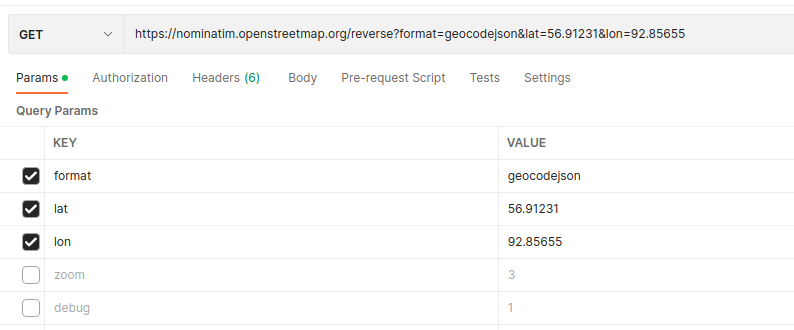 GET https://nominatim.openstreetmap.org/reverse?format=geocodejson&lat=56.91231&lon=92.85655
Params Authorization Headers (6) Body Pre-request Script Tests Settings
Query Params
KEY VALUE
format geocodejson
lat 56.91231
lon 92.85655
zoom 3
debug 1